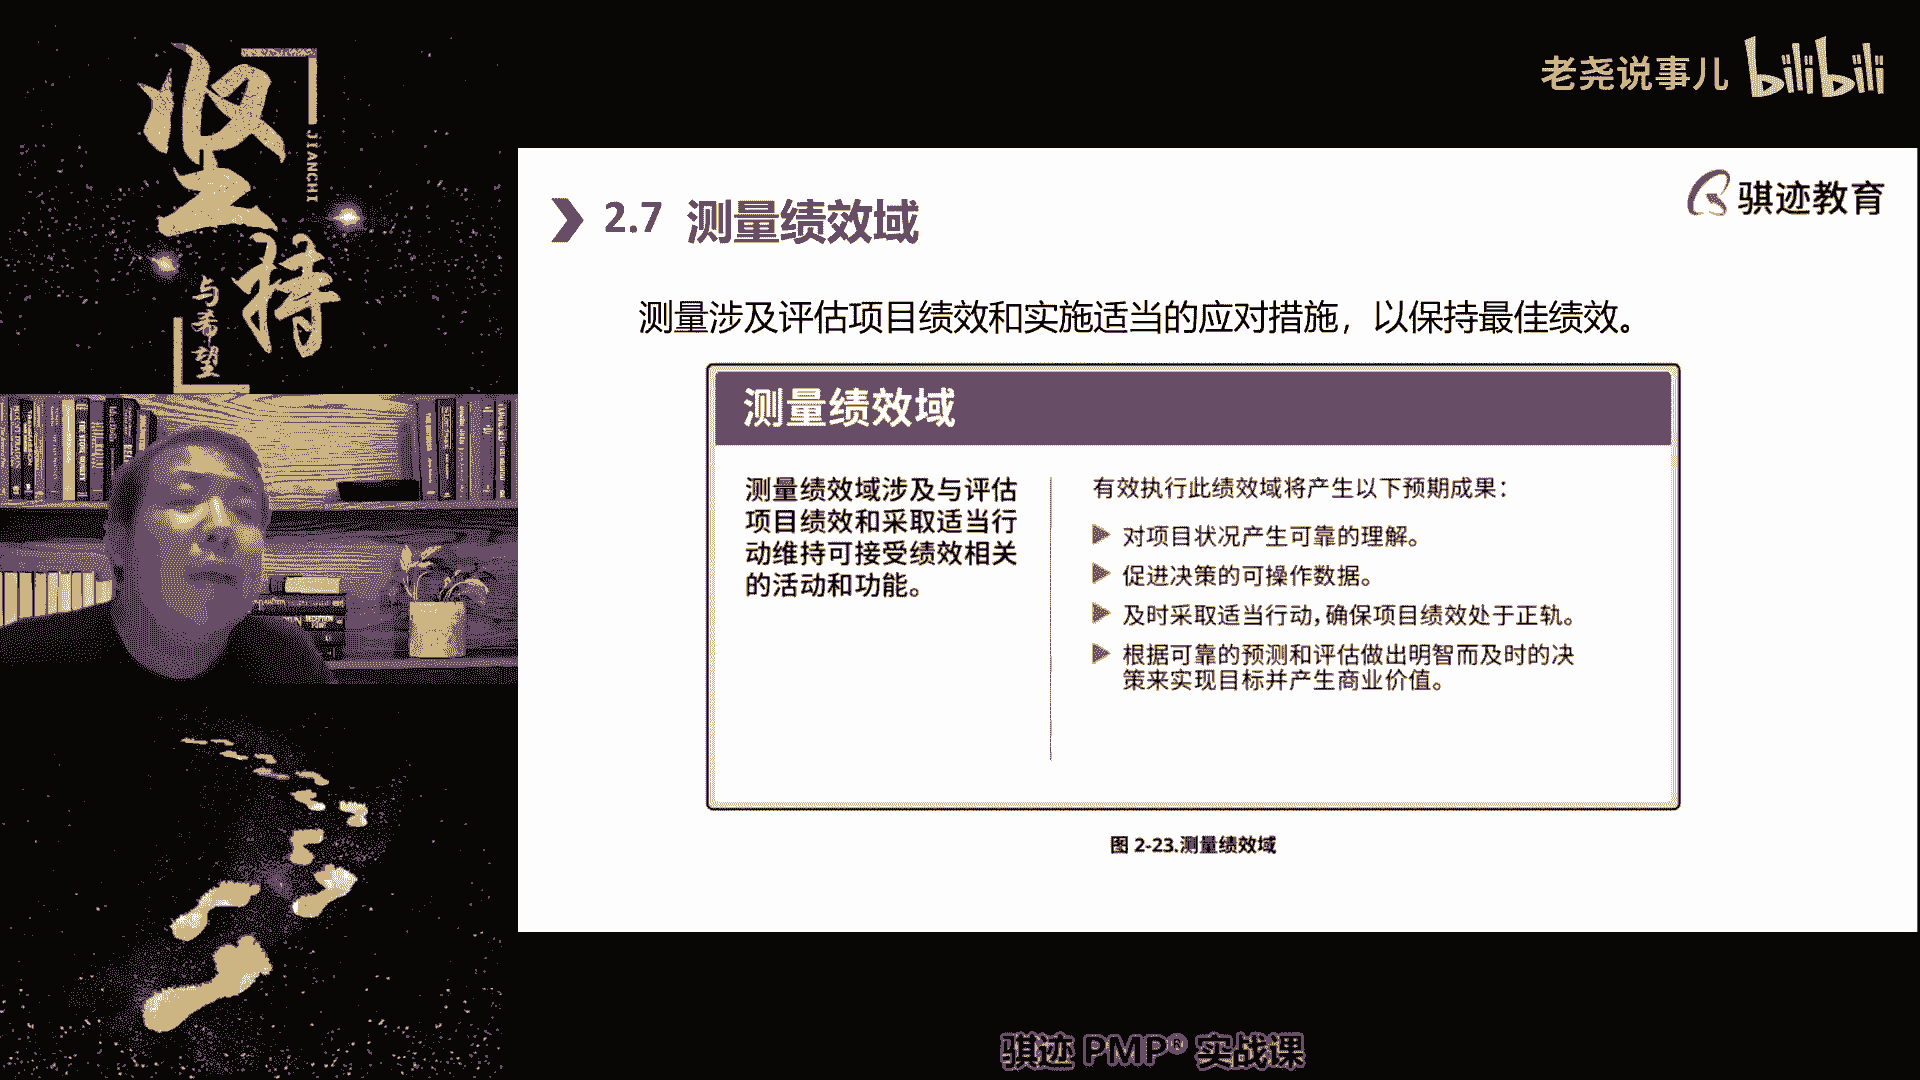 坚持
JIANCHI
与希望
老尧说事儿 bilibili
骐迹教育
2.7 测量绩效域
测量涉及评估项目绩效和实施适当的应对措施，以保持最佳绩效。
测量绩效域
测量绩效域涉及与评估
项目绩效和采取适当行
动维持可接受绩效相关
的活动和功能。
有效执行此绩效域将产生以下预期成果：
对项目状况产生可靠的理解。
促进决策的可操作数据。
及时采取适当行动，确保项目绩效处于正轨。
根据可靠的预测和评估做出明智而及时的决
策来实现目标并产生商业价值。
图 2-23.测量绩效域
骐迹 PMP® 实战课